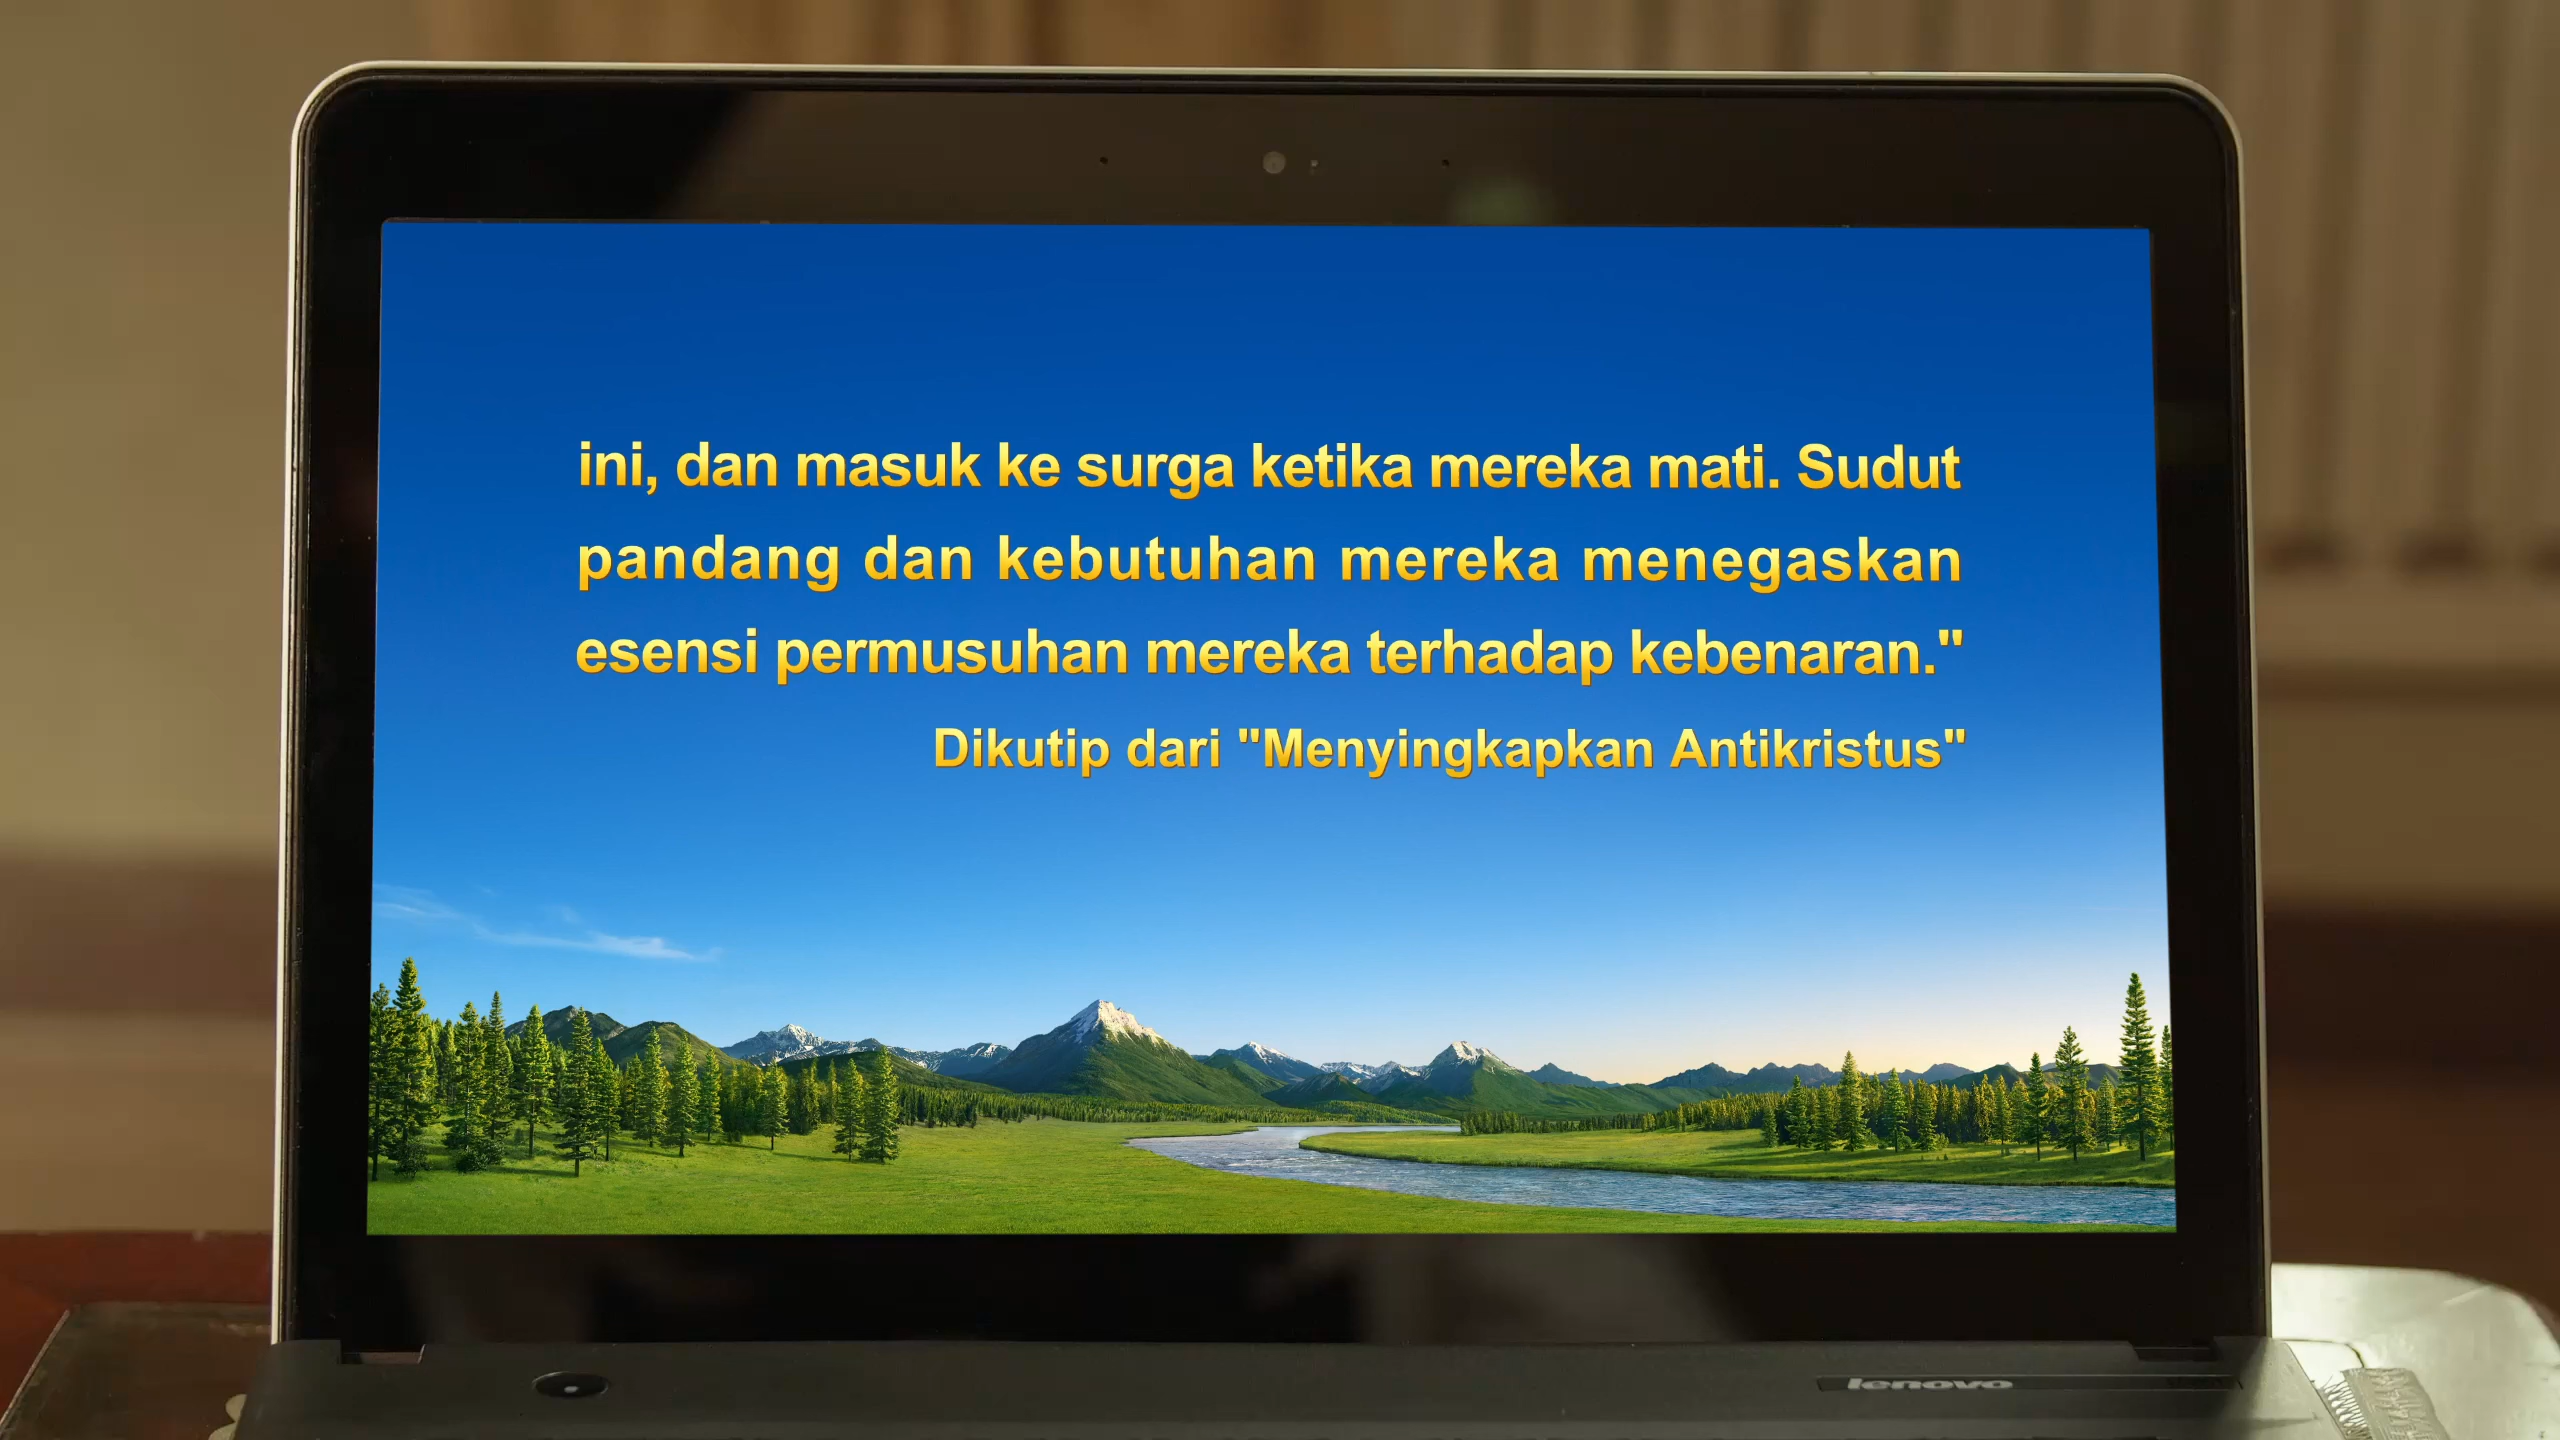 ini, dan masuk ke surga ketika mereka mati. Sudut
pandang dan kebutuhan mereka menegaskan
esensi permusuhan mereka terhadap kebenaran."
Dikutip dari "Menyingkapkan Antikristus"
lenovo